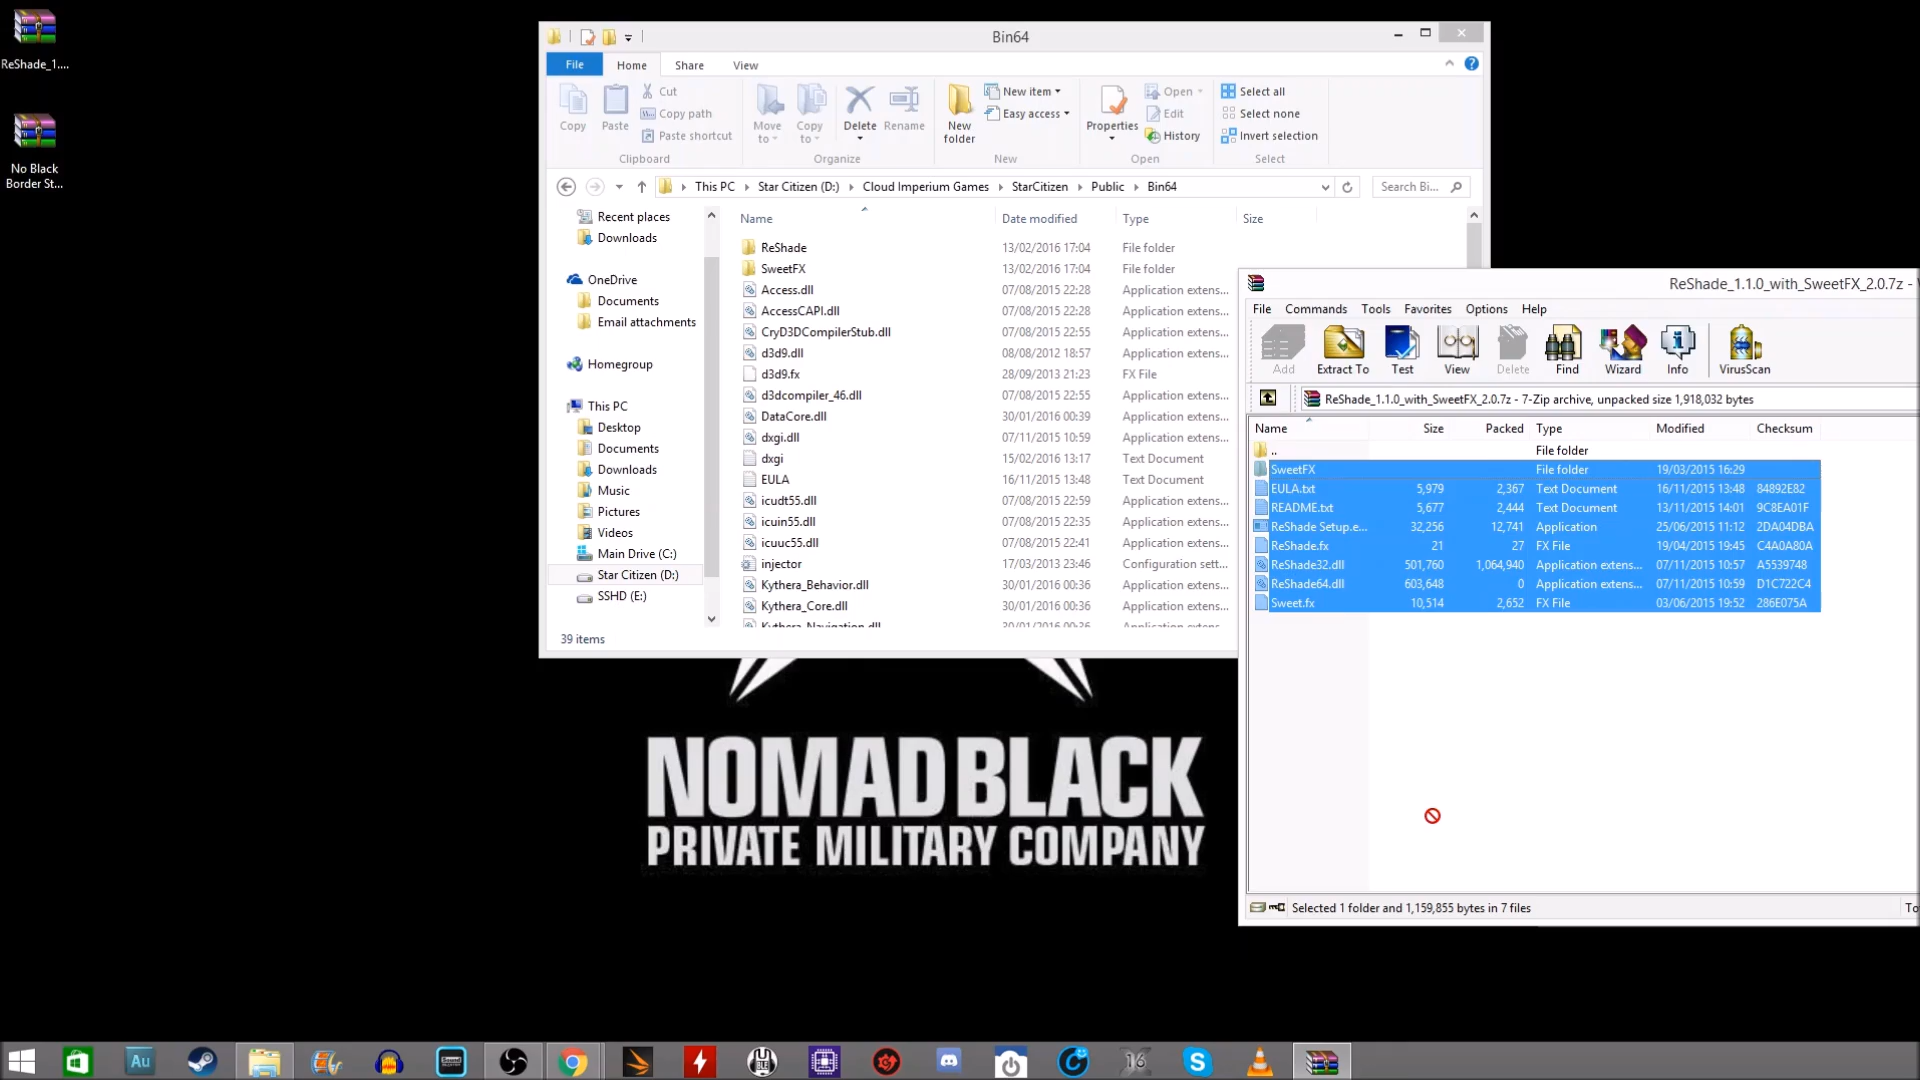 ReShade_1....
No Black
Border St...
Bin64
File Home Share View
Copy
Paste
Cut
Copy path
Paste shortcut
Clipboard
Move
to
Copy
to
Delete
Rename
Organize
New
folder
New item
Easy access
New
Properties
Open
Edit
History
Open
Select all
Select none
Invert selection
Select
This PC Star Citizen (D:) Cloud Imperium Games StarCitizen Public Bin64
Search Bi...
Recent places
Downloads
OneDrive
Documents
Email attachments
Homegroup
This PC
Desktop
Documents
Downloads
Music
Pictures
Videos
Main Drive (C:)
Star Citizen (D:)
SSHD (E:)
Name Date modified Type Size
ReShade 13/02/2016 17:04 File folder
SweetFX 13/02/2016 17:04 File folder
Access.dll 07/08/2015 22:28 Application extens...
AccessCAPI.dll 07/08/2015 22:28 Application extens...
CryD3DCompilerStub.dll 07/08/2015 22:55 Application extens...
d3d9.dll 08/08/2012 18:57 Application extens...
d3d9.fx 28/09/2013 21:23 FX File
d3dcompiler_46.dll 07/08/2015 22:55 Application extens...
DataCore.dll 30/01/2016 00:39 Application extens...
dxgi.dll 07/11/2015 10:59 Application extens...
dxgi 15/02/2016 13:17 Text Document
EULA 16/11/2015 13:48 Text Document
icudt55.dll 07/08/2015 22:59 Application extens...
icuin55.dll 07/08/2015 22:35 Application extens...
icuuc55.dll 07/08/2015 22:41 Application extens...
injector 17/03/2013 23:46 Configuration sett...
Kythera_Behavior.dll 30/01/2016 00:36 Application extens...
Kythera_Core.dll 30/01/2016 00:36 Application extens...
Kythera_Navigation.dll 30/01/2016 00:36 Application extens...
39 items
ReShade_1.1.0_with_SweetFX_2.0.7z -
File Commands Tools Favorites Options Help
Add Extract To Test View Delete Find Wizard Info VirusScan
ReShade_1.1.0_with_SweetFX_2.0.7z - 7-Zip archive, unpacked size 1,918,032 bytes
Name Size Packed Type Modified Checksum
.. File folder
SweetFX File folder 19/03/2015 16:29
EULA.txt 5,979 2,367 Text Document 16/11/2015 13:48 84892E82
README.txt 5,677 2,444 Text Document 13/11/2015 14:01 9C8EA01F
ReShade Setup.e... 32,256 12,741 Application 25/06/2015 11:12 2DA04DBA
ReShade.fx 21 27 FX File 19/04/2015 19:45 C4A0A80A
ReShade32.dll 501,760 1,064,940 Application extens... 07/11/2015 10:57 A5539748
ReShade64.dll 603,648 0 Application extens... 07/11/2015 10:59 D1C722C4
Sweet.fx 10,514 2,652 FX File 03/06/2015 19:52 286E075A
Selected 1 folder and 1,159,855 bytes in 7 files
To
NOMAD BLACK
PRIVATE MILITARY COMPANY
Au
16